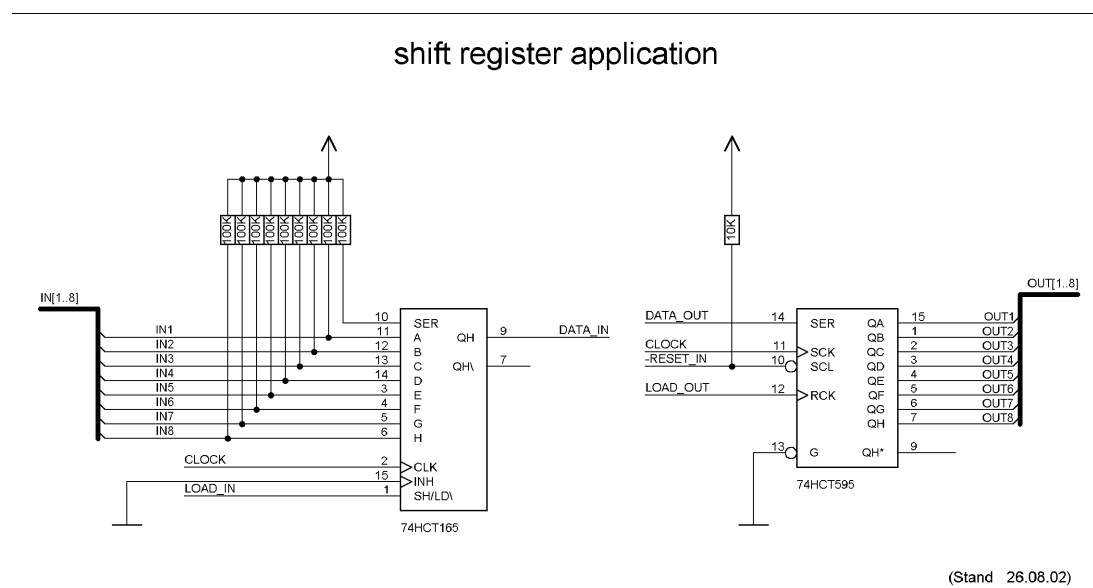 shift register application
100K
100K
100K
100K
100K
100K
100K
100K
100K
10K
IN[1..8]
OUT[1..8]
IN1
IN2
IN3
IN4
IN5
IN6
IN7
IN8
CLOCK
LOAD_IN
10 SER
11 A
12 B
13 C
14 D
3 E
4 F
5 G
6 H
2 CLK
15 INH
1 SH/LD\
QH 9 DATA_IN
QH\ 7
74HCT165
DATA_OUT 14 SER
CLOCK 11 SCK
-RESET_IN 10 SCL
LOAD_OUT 12 RCK
13 G
QA 15 OUT1
QB 1 OUT2
QC 2 OUT3
QD 3 OUT4
QE 4 OUT5
QF 5 OUT6
QG 6 OUT7
QH 7 OUT8
QH* 9
74HCT595
(Stand 26.08.02)